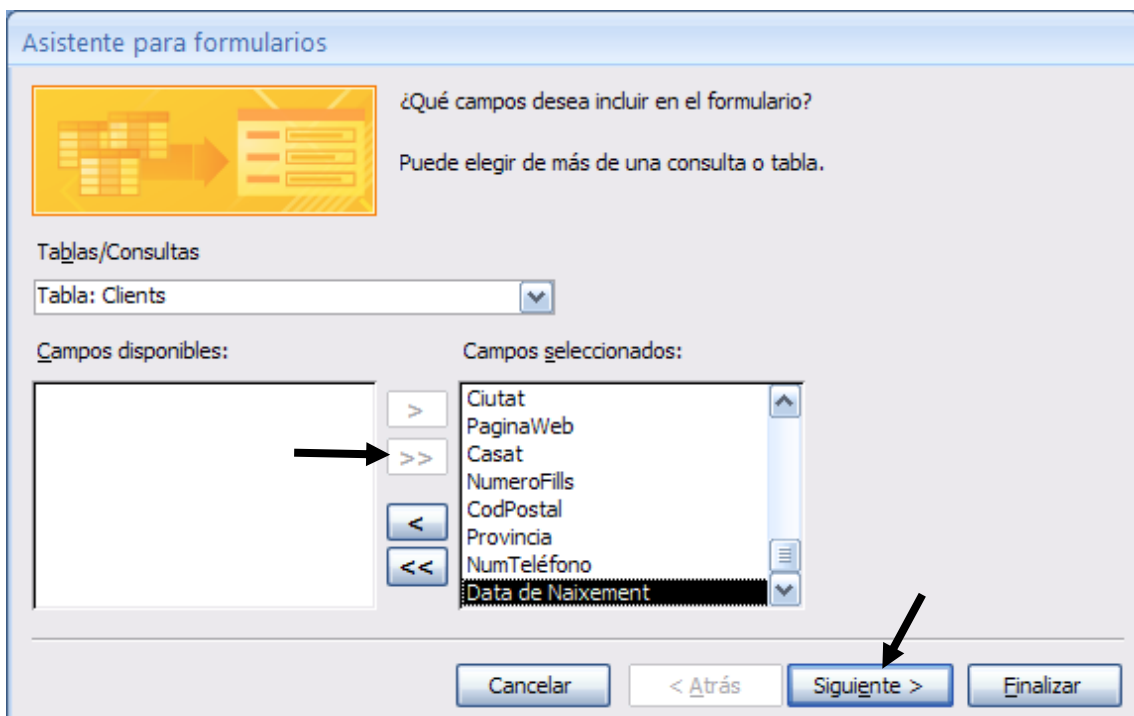 Asistente para formularios
¿Qué campos desea incluir en el formulario?
Puede elegir de más de una consulta o tabla.
Tablas/Consultas
Tabla: Clients
Campos disponibles:
Campos seleccionados:
>
>>
<
<<
Ciutat
PaginaWeb
Casat
NumeroFills
CodPostal
Provincia
NumTeléfono
Data de Naixement
Cancelar
< Atrás
Siguiente >
Finalizar